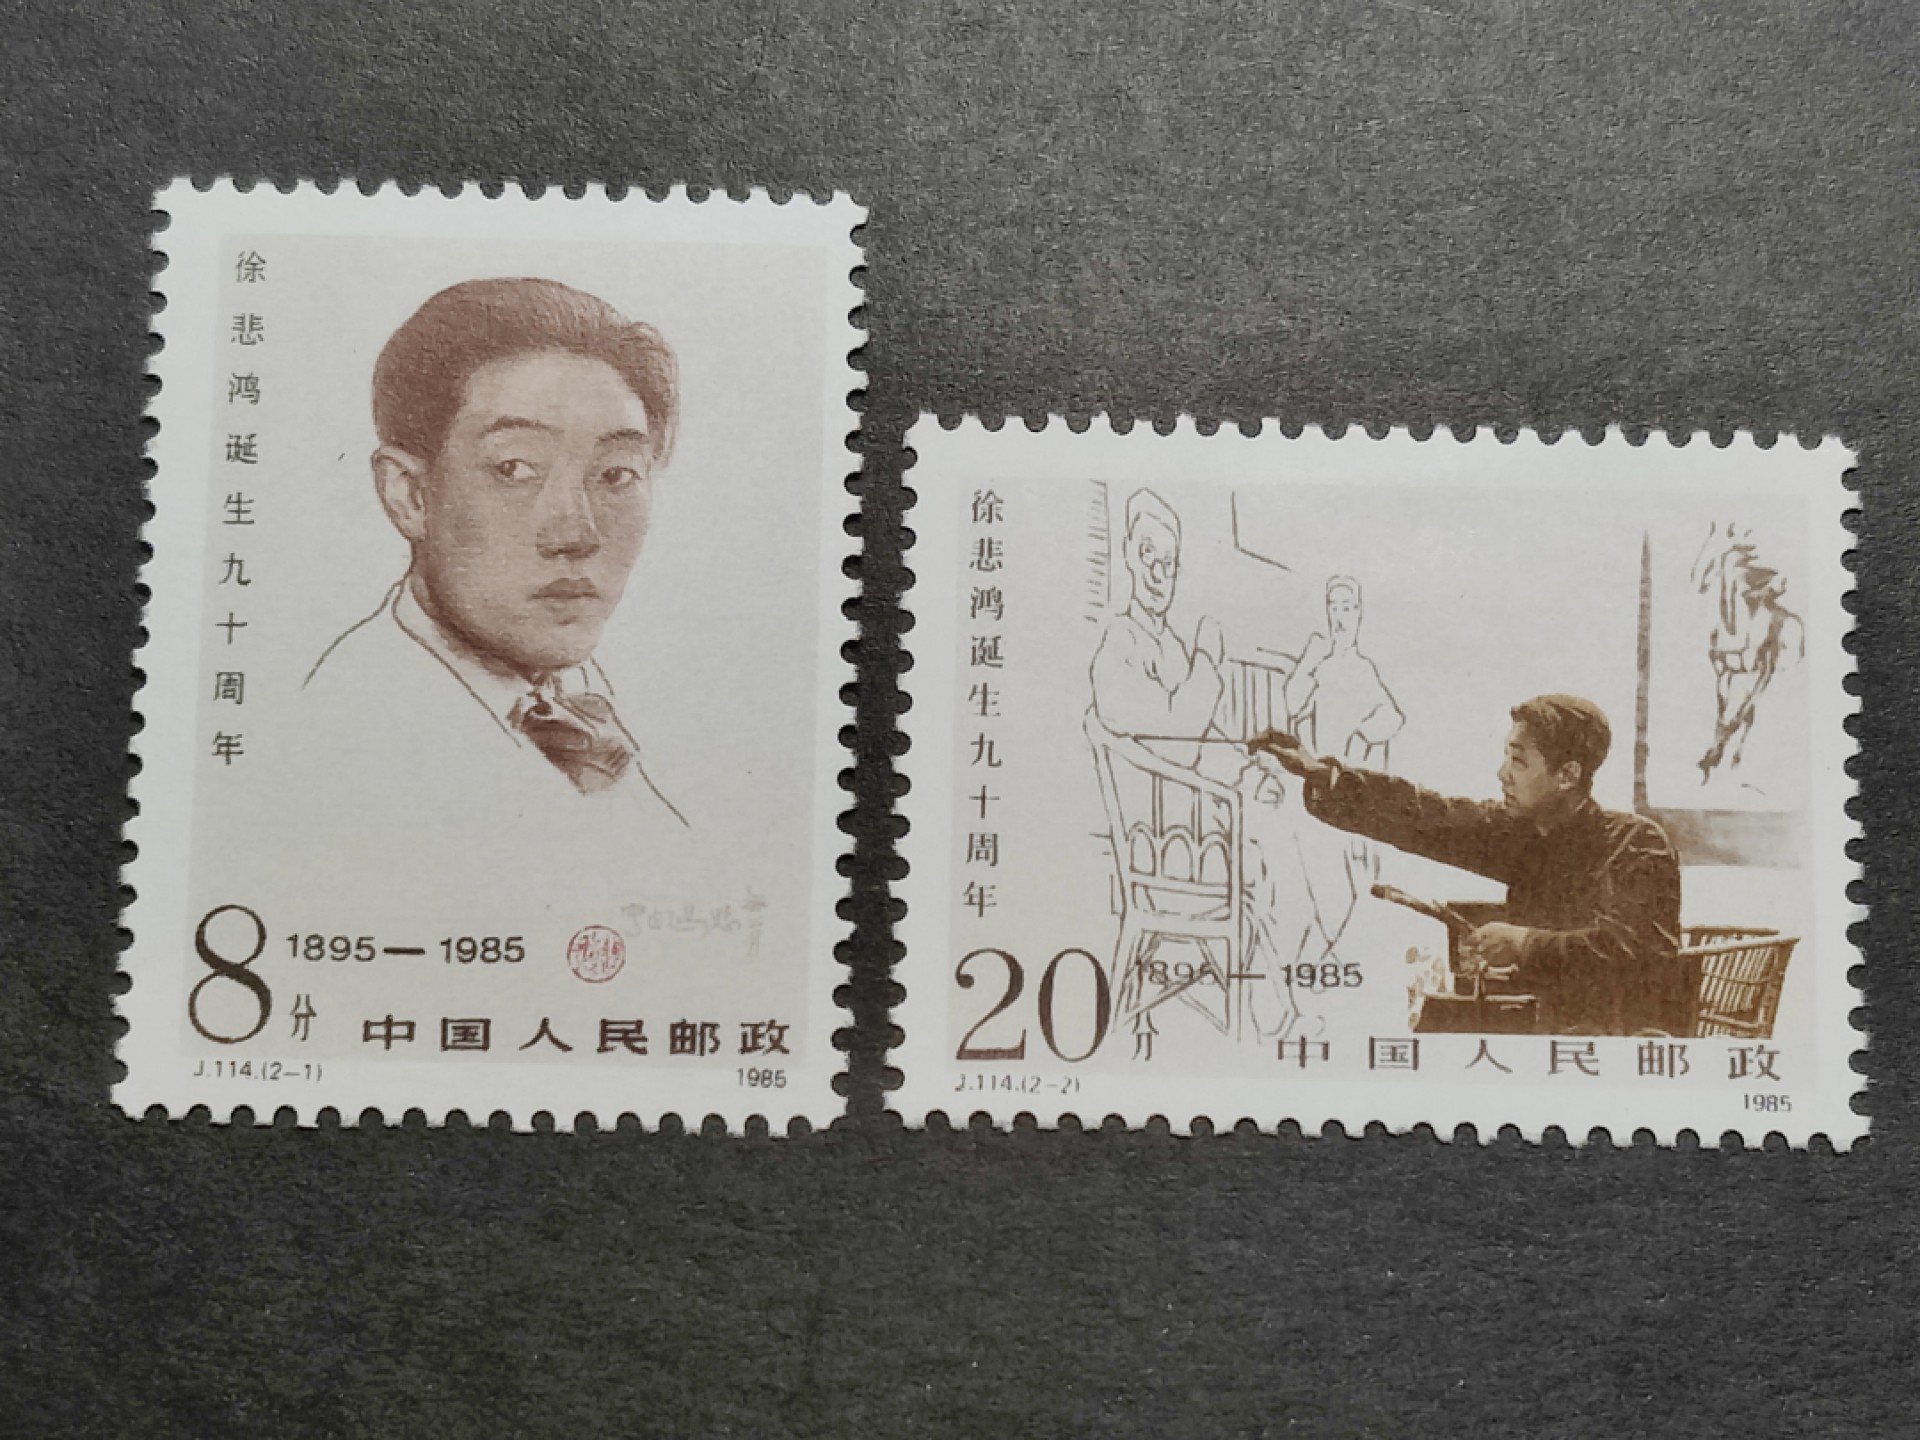 徐悲鸿诞生九十周年
8分
1895—1985
中国人民邮政
J.114.(2-1)
1985
徐悲鸿诞生九十周年
20分
1895—1985
中国人民邮政
J.114.(2-2)
1985